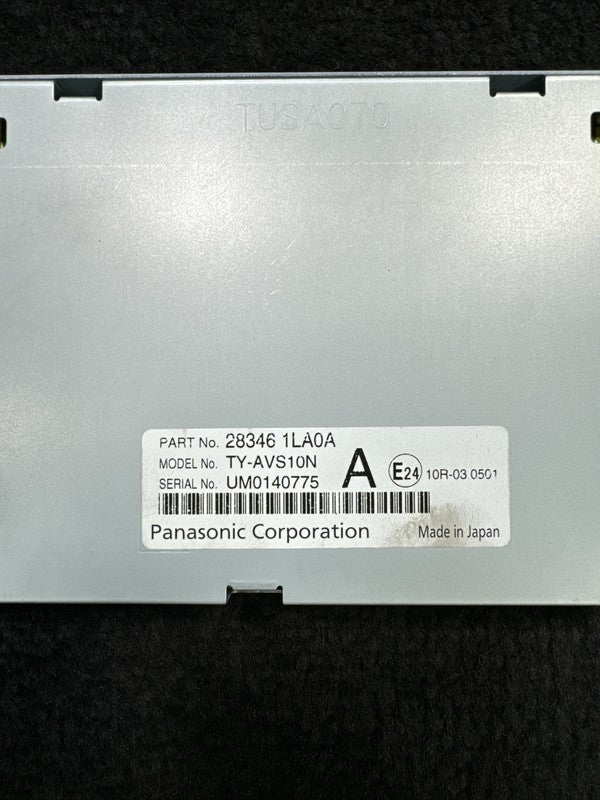 TUSA070
PART No. 28346 1LA0A
MODEL No. TY-AVS10N
SERIAL No. UM0140775
A
E24 10R-03 0501
Panasonic Corporation
Made in Japan